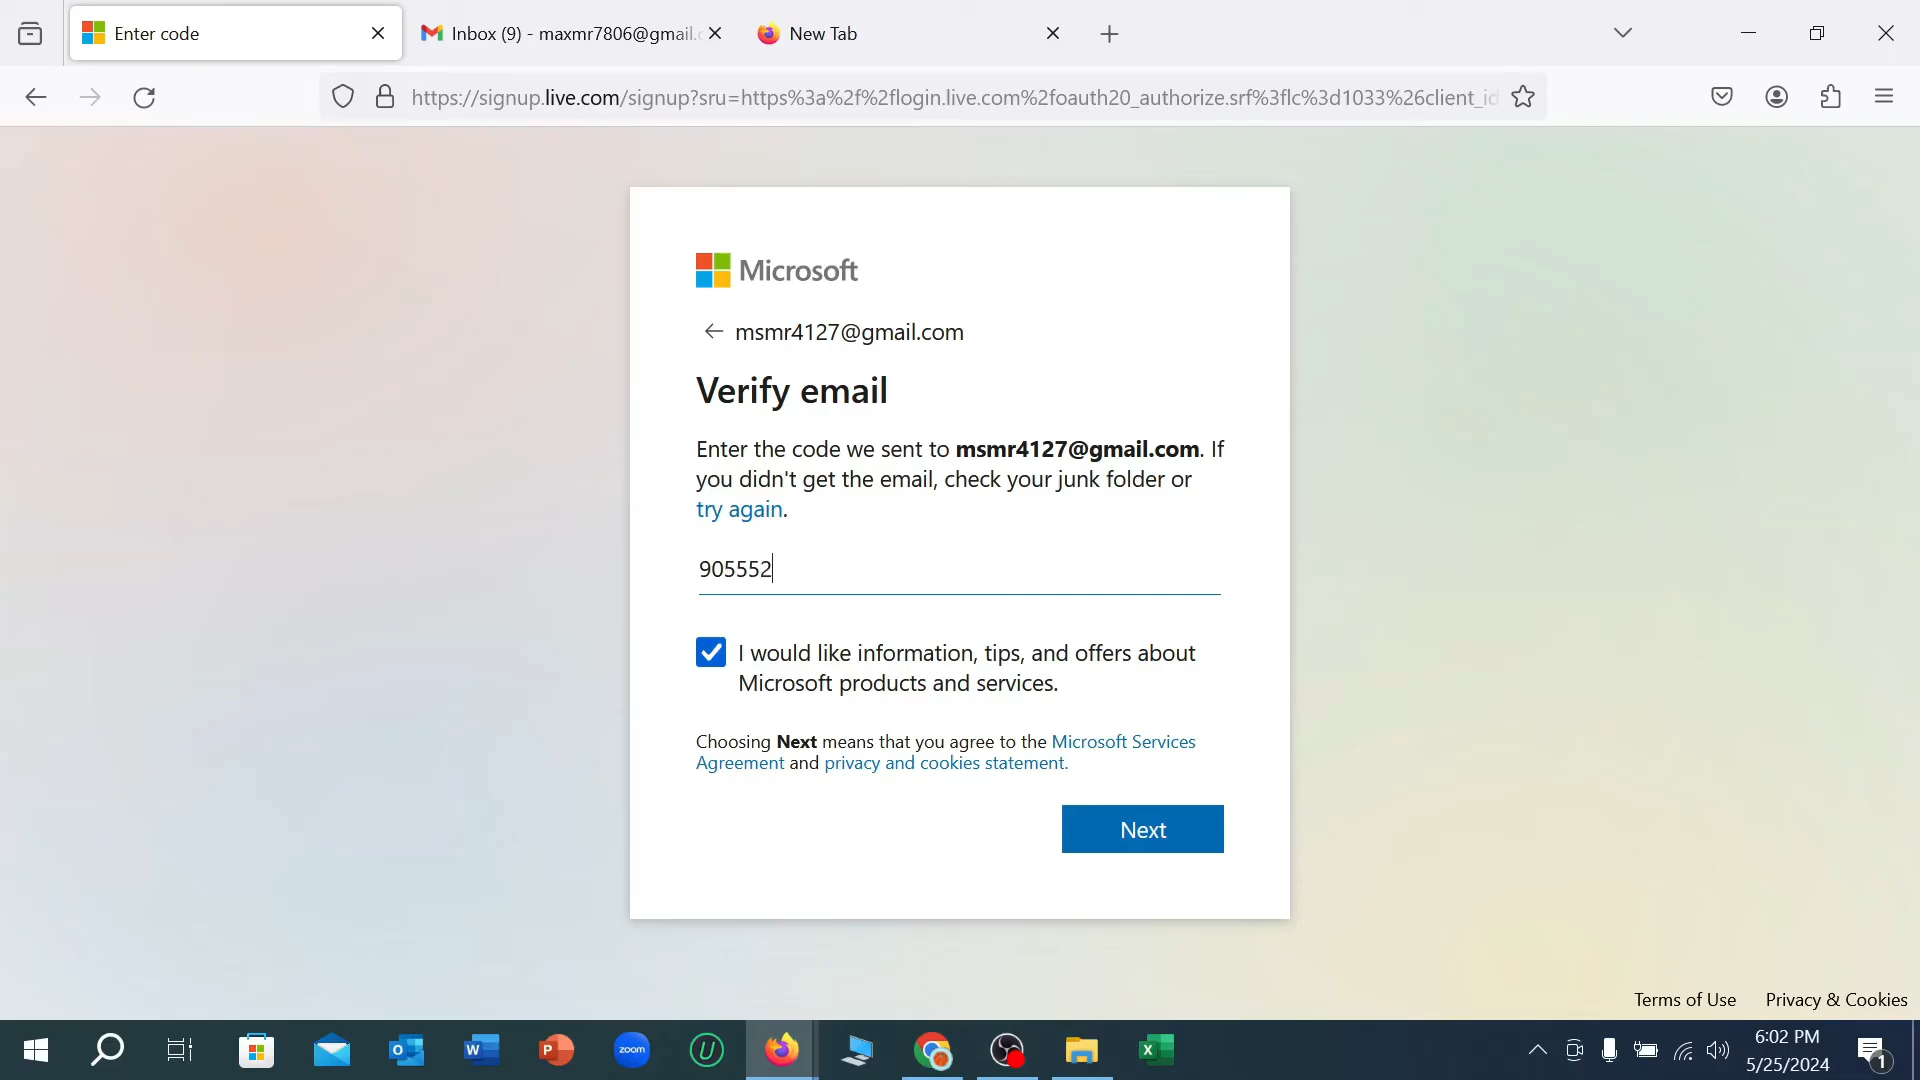 Enter code
Inbox (9) - maxmr7806@gmail.c
New Tab
https://signup.live.com/signup?sru=https%3a%2f%2flogin.live.com%2foauth20_authorize.srf%3flc%3d1033%26client_id
Microsoft
msmr4127@gmail.com
Verify email
Enter the code we sent to msmr4127@gmail.com. If
you didn't get the email, check your junk folder or
try again.
905552
I would like information, tips, and offers about
Microsoft products and services.
Choosing Next means that you agree to the Microsoft Services
Agreement and privacy and cookies statement.
Next
Terms of Use Privacy & Cookies
zoom
6:02 PM
5/25/2024
1